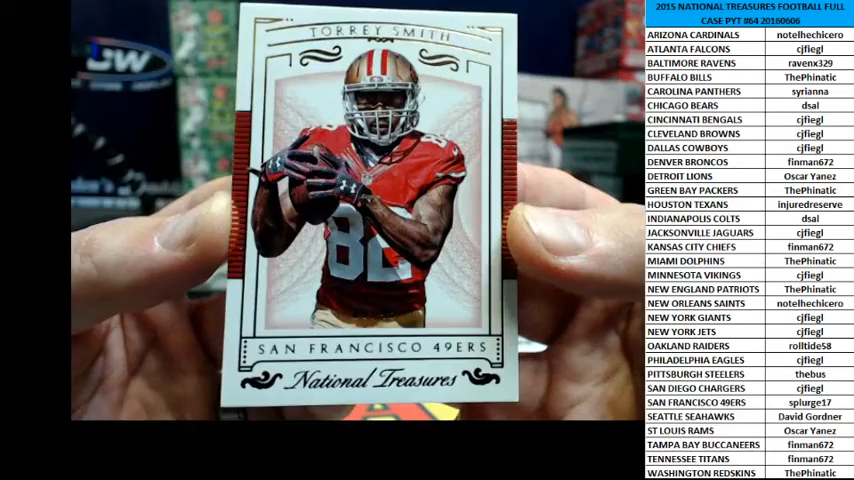 TORREY SMITH
82
SAN FRANCISCO 49ERS
National Treasures
2015 NATIONAL TREASURES FOOTBALL FULL
CASE PYT #64 20160606
ARIZONA CARDINALS notelhechicero
ATLANTA FALCONS cjfiegl
BALTIMORE RAVENS ravenx329
BUFFALO BILLS ThePhinatic
CAROLINA PANTHERS syrianna
CHICAGO BEARS dsal
CINCINNATI BENGALS cjfiegl
CLEVELAND BROWNS cjfiegl
DALLAS COWBOYS cjfiegl
DENVER BRONCOS finman672
DETROIT LIONS Oscar Yanez
GREEN BAY PACKERS ThePhinatic
HOUSTON TEXANS injuredreserve
INDIANAPOLIS COLTS dsal
JACKSONVILLE JAGUARS cjfiegl
KANSAS CITY CHIEFS finman672
MIAMI DOLPHINS ThePhinatic
MINNESOTA VIKINGS cjfiegl
NEW ENGLAND PATRIOTS ThePhinatic
NEW ORLEANS SAINTS notelhechicero
NEW YORK GIANTS cjfiegl
NEW YORK JETS cjfiegl
OAKLAND RAIDERS rolltide58
PHILADELPHIA EAGLES cjfiegl
PITTSBURGH STEELERS thebus
SAN DIEGO CHARGERS cjfiegl
SAN FRANCISCO 49ERS splurge17
SEATTLE SEAHAWKS David Gordner
ST LOUIS RAMS Oscar Yanez
TAMPA BAY BUCCANEERS finman672
TENNESSEE TITANS finman672
WASHINGTON REDSKINS ThePhinatic